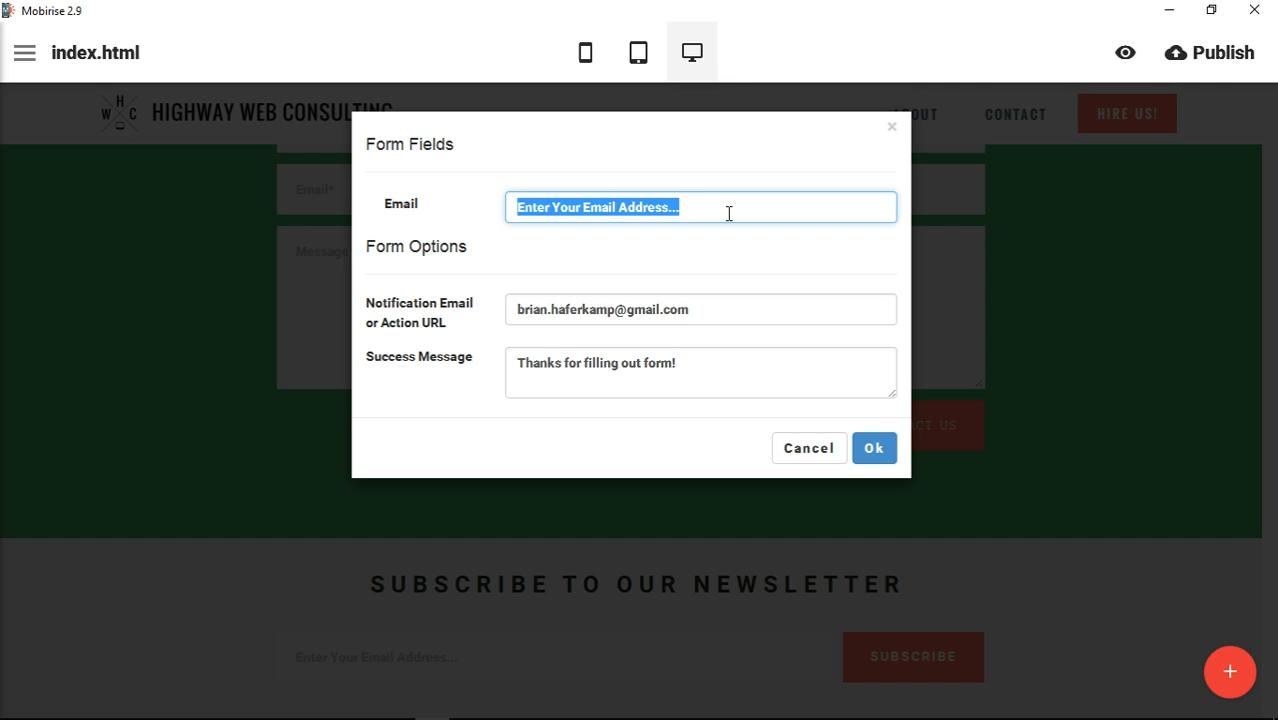 Mobirise 2.9
index.html
Publish
HIGHWAY WEB CONSULTING
W H C
CONTACT
HIRE US!
Form Fields
×
Email*
Email
Enter Your Email Address...
Message
Form Options
Notification Email
or Action URL
brian.haferkamp@gmail.com
Success Message
Thanks for filling out form!
Cancel
Ok
SUBSCRIBE TO OUR NEWSLETTER
Enter Your Email Address...
SUBSCRIBE
+